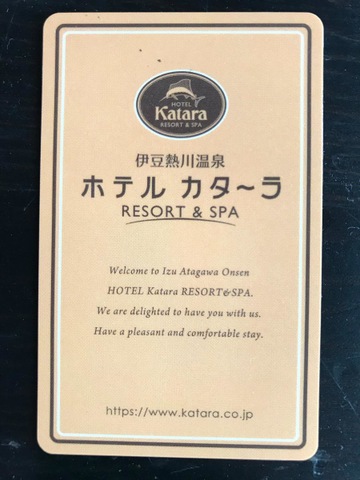 HOTEL
Katara
RESORT & SPA
伊豆熱川温泉
ホテル カタ〜ラ
RESORT & SPA
Welcome to Izu Atagawa Onsen
HOTEL Katara RESORT&SPA.
We are delighted to have you with us.
Have a pleasant and comfortable stay.
https://www.katara.co.jp